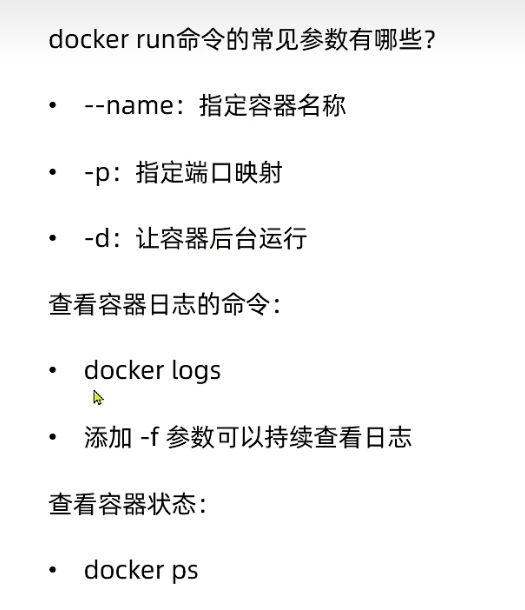 docker run命令的常见参数有哪些？
• --name：指定容器名称
• -p：指定端口映射
• -d：让容器后台运行
查看容器日志的命令：
• docker logs
• 添加 -f 参数可以持续查看日志
查看容器状态：
• docker ps